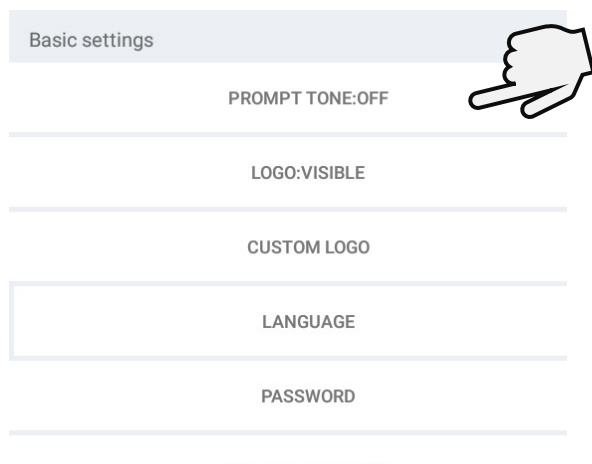 Basic settings
PROMPT TONE:OFF
LOGO:VISIBLE
CUSTOM LOGO
LANGUAGE
PASSWORD